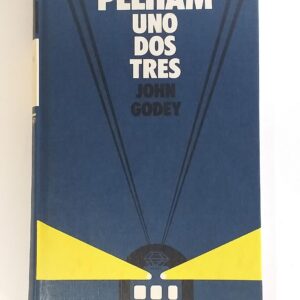 PELHAM
UNO
DOS
TRES
JOHN
GODEY